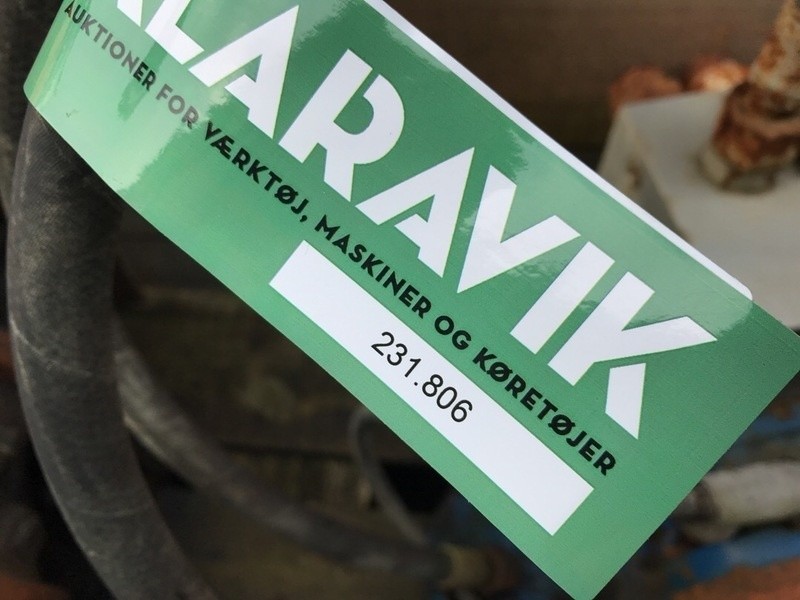 KLARAVIK
AUKTIONER FOR VÆRKTØJ, MASKINER OG KØRETØJER
231.806